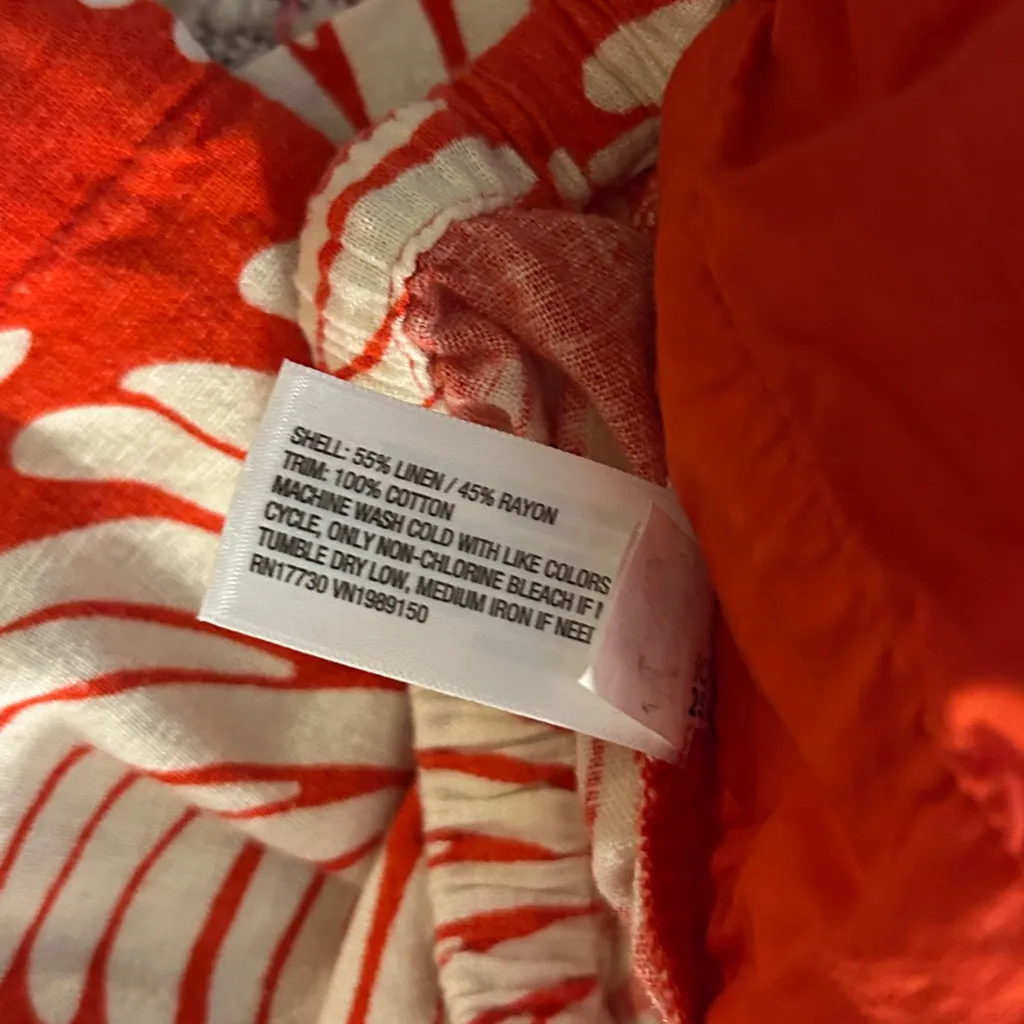 SHELL: 55% LINEN / 45% RAYON
TRIM: 100% COTTON
MACHINE WASH COLD WITH LIKE COLORS
CYCLE, ONLY NON-CHLORINE BLEACH IF
TUMBLE DRY LOW, MEDIUM IRON IF
RN17730 VN1989150